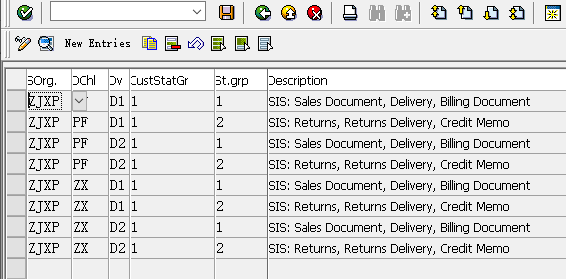 New Entries
SOrg. DChl Dv CustStatGr St.grp Description
ZJXP D1 1 1 SIS: Sales Document, Delivery, Billing Document
ZJXP PF D1 1 2 SIS: Returns, Returns Delivery, Credit Memo
ZJXP PF D2 1 1 SIS: Sales Document, Delivery, Billing Document
ZJXP PF D2 1 2 SIS: Returns, Returns Delivery, Credit Memo
ZJXP ZX D1 1 1 SIS: Sales Document, Delivery, Billing Document
ZJXP ZX D1 1 2 SIS: Returns, Returns Delivery, Credit Memo
ZJXP ZX D2 1 1 SIS: Sales Document, Delivery, Billing Document
ZJXP ZX D2 1 2 SIS: Returns, Returns Delivery, Credit Memo